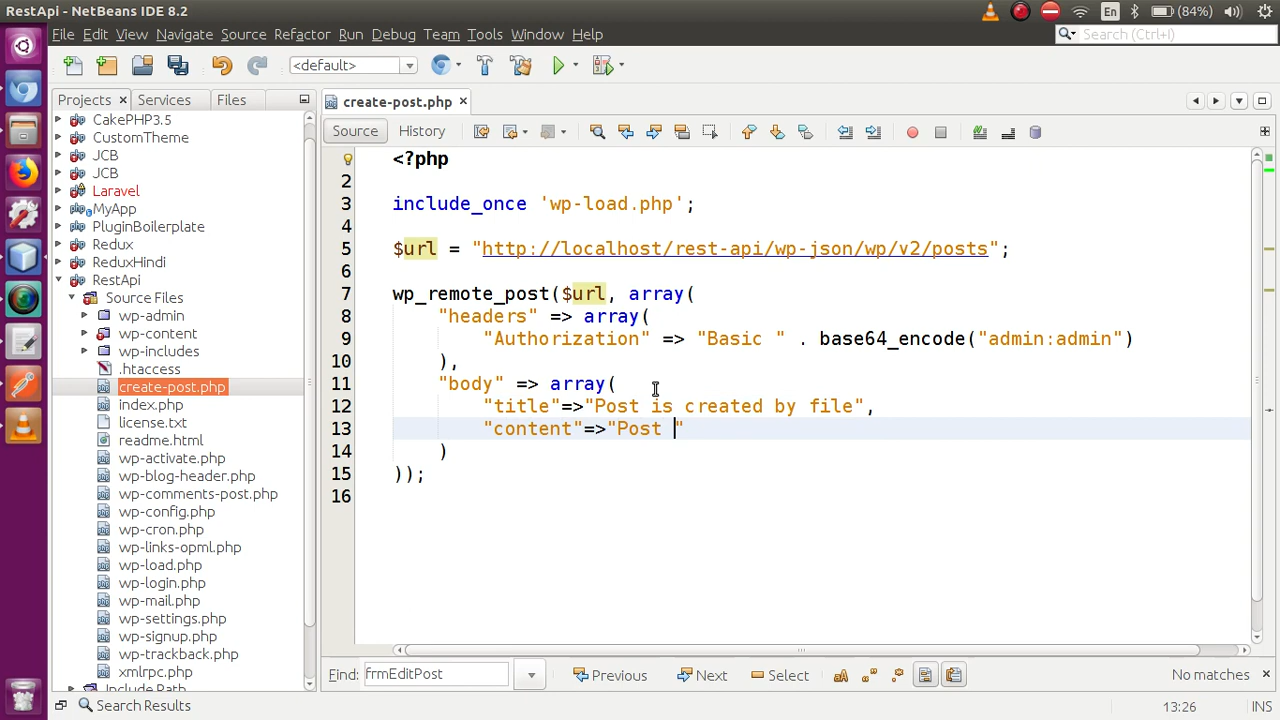 RestApi - NetBeans IDE 8.2
En
(84%)
File Edit View Navigate Source Refactor Run Debug Team Tools Window Help
Search (Ctrl+I)
<default>
Projects
Services
Files
CakePHP3.5
CustomTheme
JCB
JCB
Laravel
MyApp
PluginBoilerplate
Redux
ReduxHindi
RestApi
Source Files
wp-admin
wp-content
wp-includes
.htaccess
create-post.php
index.php
license.txt
readme.html
wp-activate.php
wp-blog-header.php
wp-comments-post.php
wp-config.php
wp-cron.php
wp-links-opml.php
wp-load.php
wp-login.php
wp-mail.php
wp-settings.php
wp-signup.php
wp-trackback.php
xmlrpc.php
Include Path
create-post.php
Source History
<?php
2
3 include_once 'wp-load.php';
4
5 $url = "http://localhost/rest-api/wp-json/wp/v2/posts";
6
7 wp_remote_post($url, array(
8 "headers" => array(
9 "Authorization" => "Basic " . base64_encode("admin:admin")
10 ),
11 "body" => array(
12 "title"=>"Post is created by file",
13 "content"=>"Post "
14 )
15 ));
16
Find: frmEditPost Previous Next Select aA No matches
Search Results
13:26 INS